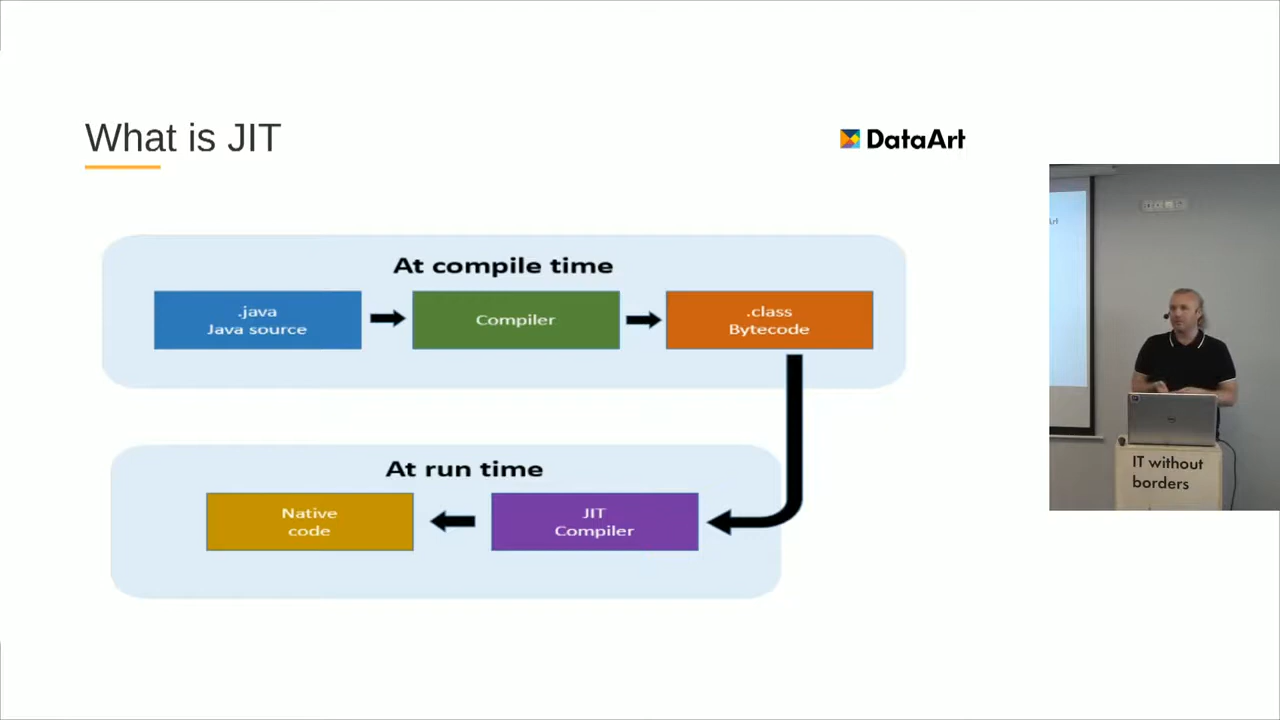 What is JIT
DataArt
At compile time
.java
Java source
Compiler
.class
Bytecode
At run time
Native
code
JIT
Compiler
IT without
borders